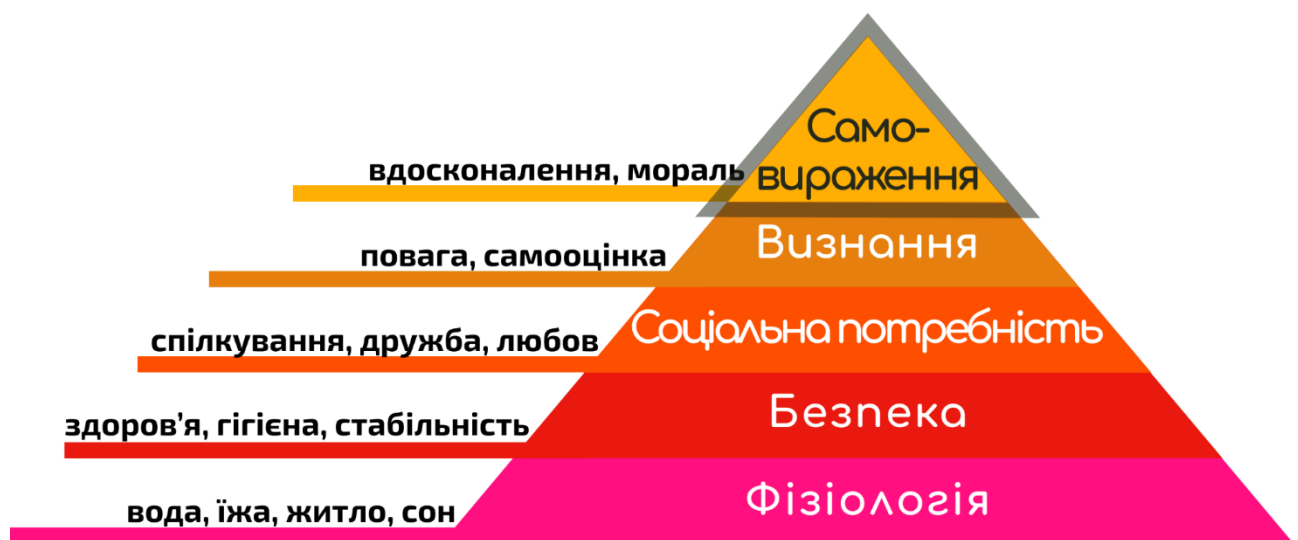 Само-
вдосконалення, мораль вираження
повага, самооцінка Визнання
спілкування, дружба, любов Соціальна потребність
здоров’я, гігієна, стабільність Безпека
вода, їжа, житло, сон Фізіологія